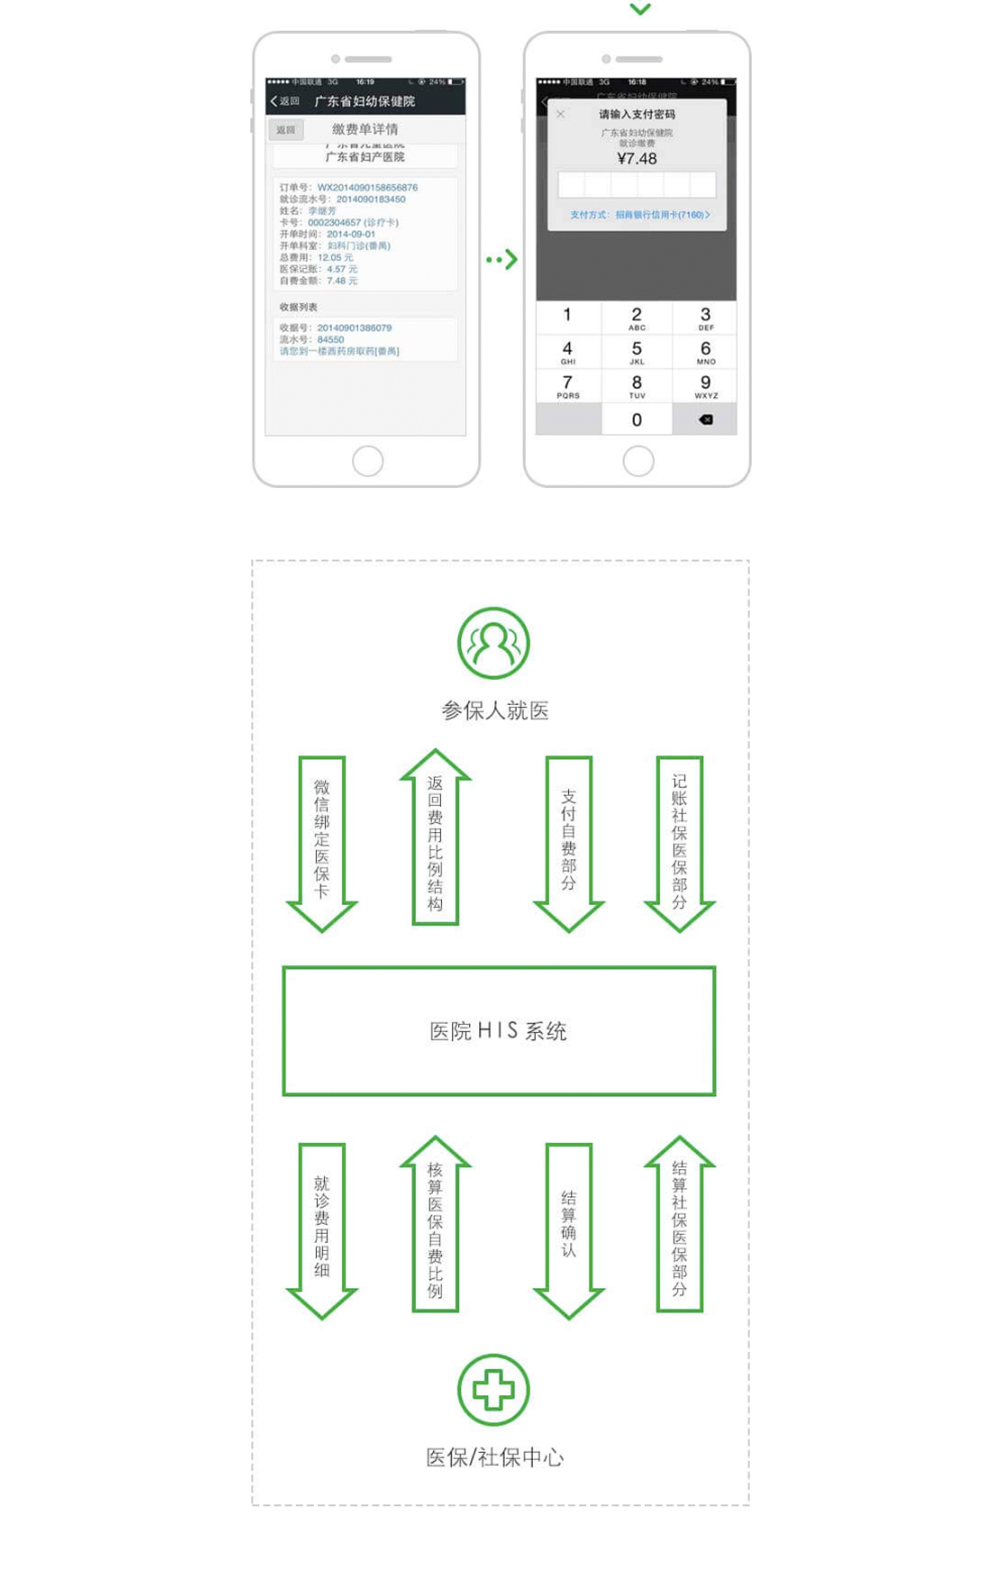 中国联通 3G 16:19 24%
返回 广东省妇幼保健院
返回 缴费单详情
广东省儿童医院
广东省妇产医院
订单号: WX2014090158656876
就诊流水号: 2014090183450
姓名: 李继芳
卡号: 0002304657 (诊疗卡)
开单时间: 2014-09-01
开单科室: 妇科门诊(番禺)
总费用: 12.05 元
医保记账: 4.57 元
自费金额: 7.48 元
收据列表
收据号: 20140901386079
流水号: 84550
请您到一楼西药房取药[番禺]
中国联通 3G 16:18 24%
广东省妇幼保健院
请输入支付密码
广东省妇幼保健院
就诊缴费
¥7.48
支付方式: 招商银行信用卡(7160)
1 2 3
ABC DEF
4 5 6
GHI JKL MNO
7 8 9
PQRS TUV WXYZ
0
参保人就医
微信绑定医保卡
返回费用比例结构
支付自费部分
记账社保医保部分
医院HIS系统
就诊费用明细
核算医保自费比例
结算确认
结算社保医保部分
医保/社保中心